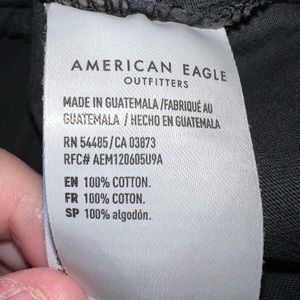 AMERICAN EAGLE
OUTFITTERS
MADE IN GUATEMALA/FABRIQUÉ AU
GUATEMALA / HECHO EN GUATEMALA
RN 54485/CA 03873
RFC# AEM120605U9A
EN 100% COTTON.
FR 100% COTON.
SP 100% algodón.